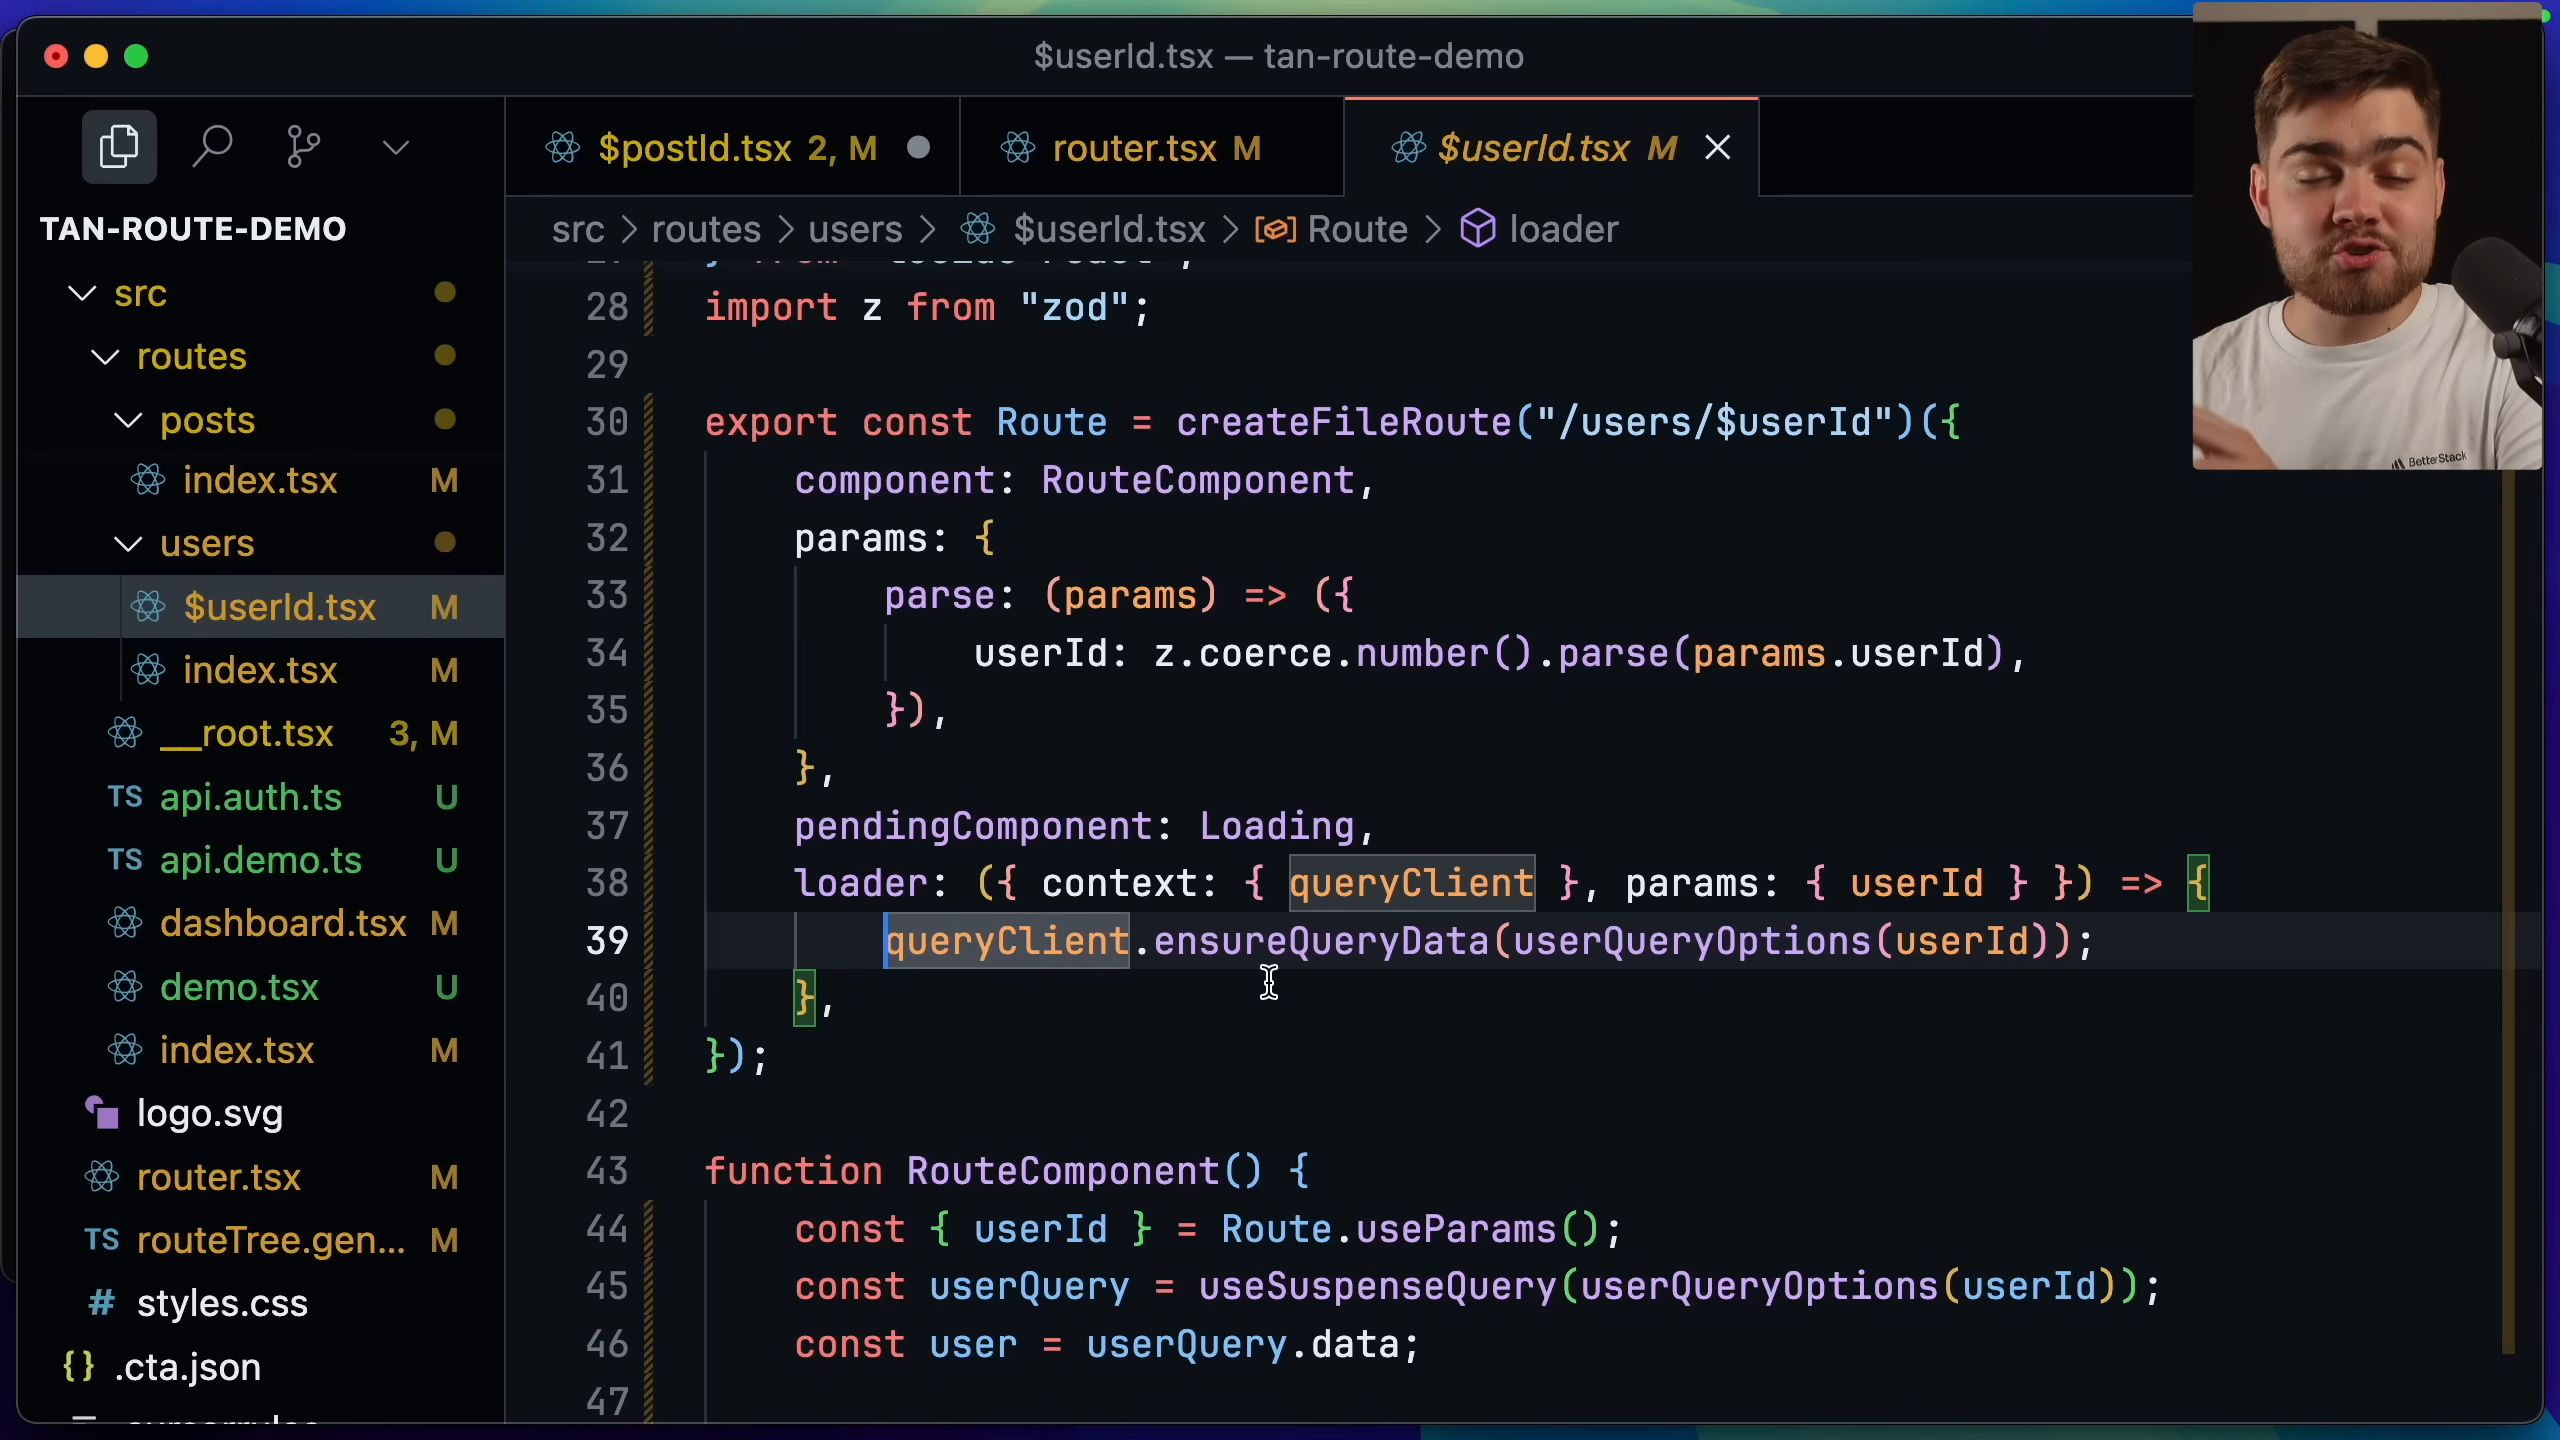 $userId.tsx — tan-route-demo
$postId.tsx 2, M
router.tsx M
$userId.tsx M
TAN-ROUTE-DEMO
src > routes > users > $userId.tsx > Route > loader
src
routes
posts
index.tsx M
users
$userId.tsx M
index.tsx M
__root.tsx 3, M
TS api.auth.ts U
TS api.demo.ts U
dashboard.tsx M
demo.tsx U
index.tsx M
logo.svg
router.tsx M
TS routeTree.gen... M
# styles.css
{} .cta.json
28 import z from "zod";
29
30 export const Route = createFileRoute("/users/$userId")({
31 component: RouteComponent,
32 params: {
33 parse: (params) => ({
34 userId: z.coerce.number().parse(params.userId),
35 }),
36 },
37 pendingComponent: Loading,
38 loader: ({ context: { queryClient }, params: { userId } }) => {
39 queryClient.ensureQueryData(userQueryOptions(userId));
40 },
41 });
42
43 function RouteComponent() {
44 const { userId } = Route.useParams();
45 const userQuery = useSuspenseQuery(userQueryOptions(userId));
46 const user = userQuery.data;
47
BetterStack